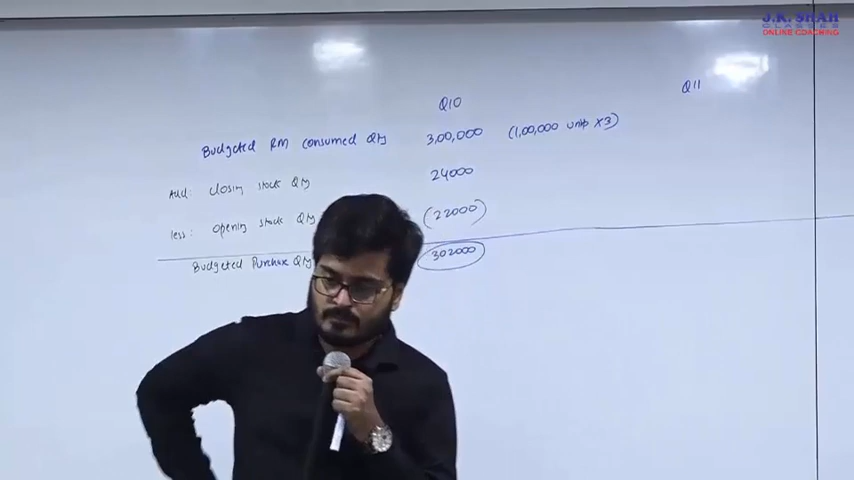 J.K. SHAH
CLASSES
ONLINE COACHING
Q10 Q11
Budgeted RM consumed Qty 3,00,000 (1,00,000 units x3)
Add: closing stock Qty 24000
less: opening stock Qty (22000)
Budgeted Purchase Qty 302000